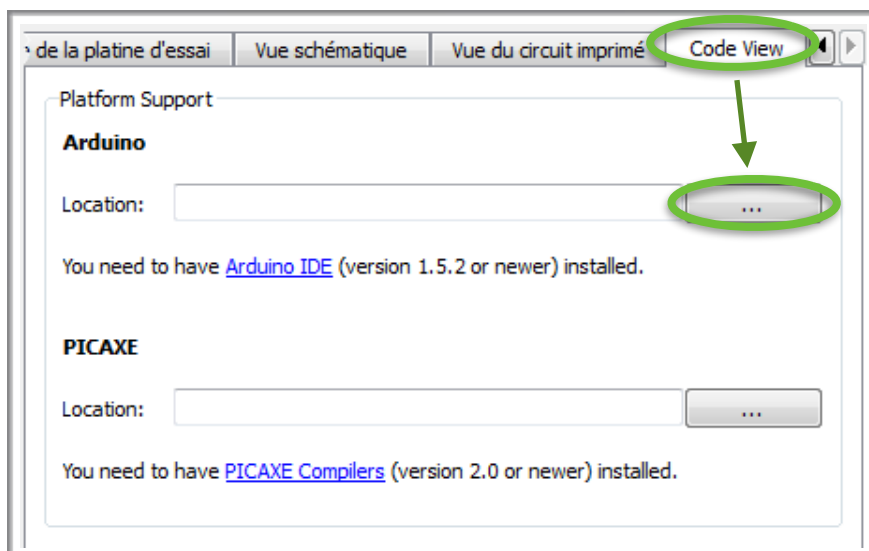 de la platine d'essai Vue schématique Vue du circuit imprimé Code View
Platform Support
Arduino
Location: ...
You need to have Arduino IDE (version 1.5.2 or newer) installed.
PICAXE
Location: ...
You need to have PICAXE Compilers (version 2.0 or newer) installed.